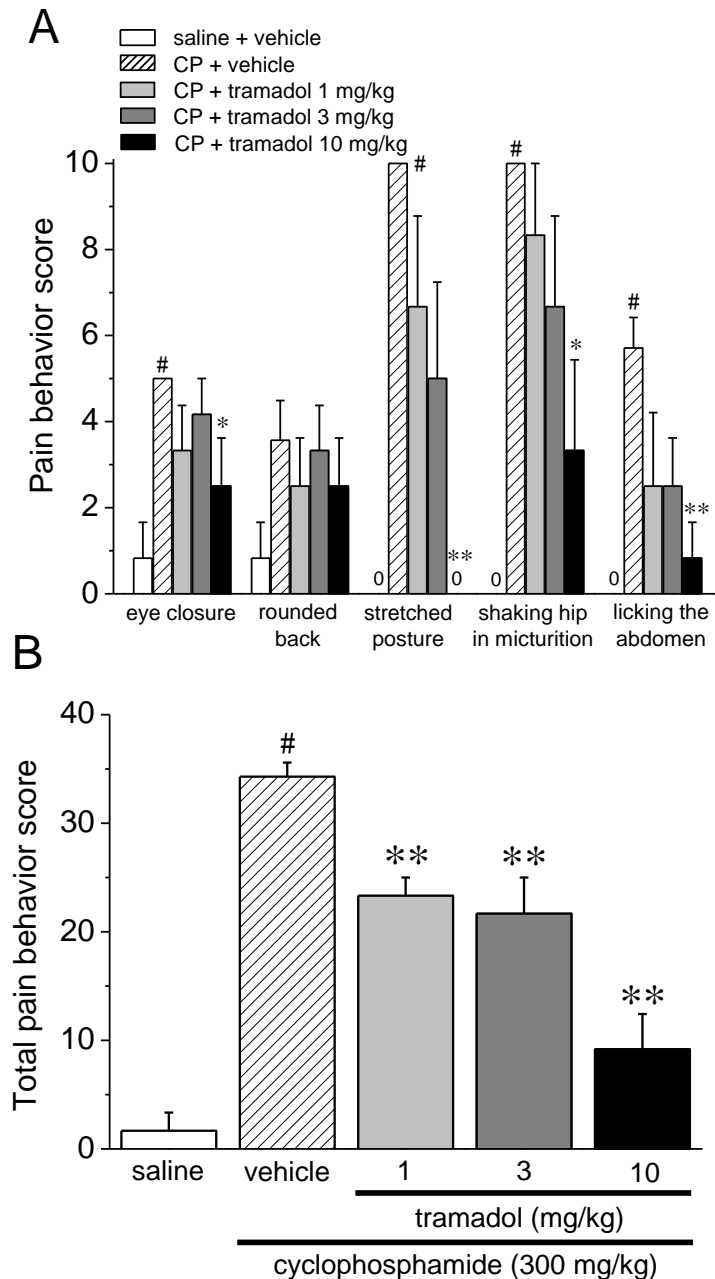 A
saline + vehicle
CP + vehicle
CP + tramadol 1 mg/kg
CP + tramadol 3 mg/kg
CP + tramadol 10 mg/kg
Pain behavior score
10
8
6
4
2
0
#
*
0
#
**
0
0
#
*
0
#
**
eye closure
rounded
back
stretched
posture
shaking hip
in micturition
licking the
abdomen
B
Total pain behavior score
40
30
20
10
0
#
**
**
**
saline
vehicle
1
3
10
tramadol (mg/kg)
cyclophosphamide (300 mg/kg)